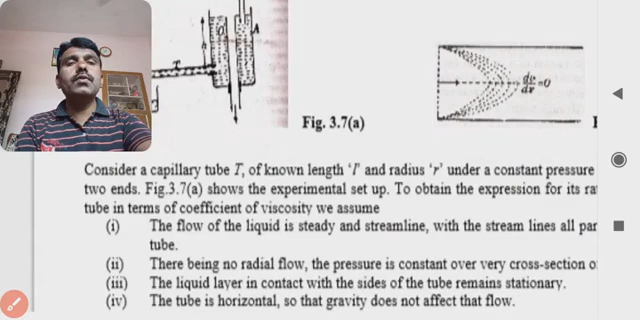 A
T
dv/dr =0
Fig. 3.7(a)
Consider a capillary tube T, of known length 'l' and radius 'r' under a constant pressure
two ends. Fig.3.7(a) shows the experimental set up. To obtain the expression for its ra
tube in terms of coefficient of viscosity we assume
(i) The flow of the liquid is steady and streamline, with the stream lines all par
tube.
(ii) There being no radial flow, the pressure is constant over very cross-section o
(iii) The liquid layer in contact with the sides of the tube remains stationary.
(iv) The tube is horizontal, so that gravity does not affect that flow.